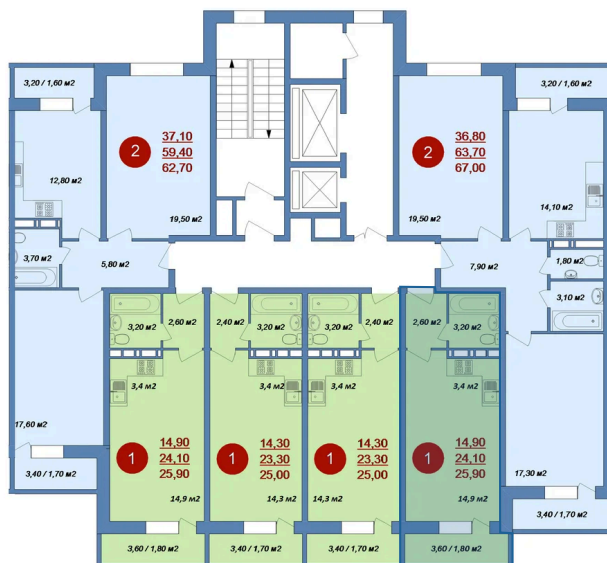 3,20 / 1,60 м2
3,20 / 1,60 м2
2
37,10
59,40
62,70
2
36,80
63,70
67,00
12,80 м2
19,50 м2
19,50 м2
14,10 м2
3,70 м2
5,80 м2
7,90 м2
1,80 м2
3,10 м2
3,20 м2
2,60 м2
2,40 м2
3,20 м2
3,20 м2
2,40 м2
2,60 м2
3,20 м2
3,4 м2
3,4 м2
3,4 м2
3,4 м2
17,60 м2
1
14,90
24,10
25,90
1
14,30
23,30
25,00
1
14,30
23,30
25,00
1
14,90
24,10
25,90
17,30 м2
3,40 / 1,70 м2
14,9 м2
14,3 м2
14,3 м2
14,9 м2
3,40 / 1,70 м2
3,60 / 1,80 м2
3,40 / 1,70 м2
3,40 / 1,70 м2
3,60 / 1,80 м2